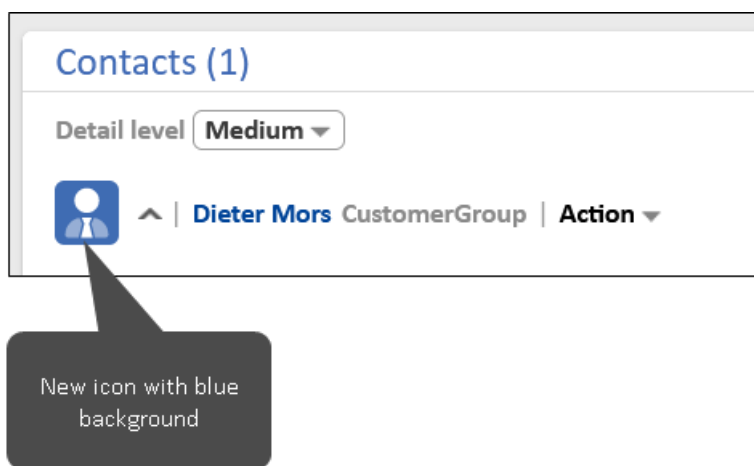 Contacts (1)
Detail level Medium
Dieter Mors CustomerGroup | Action
New icon with blue
background